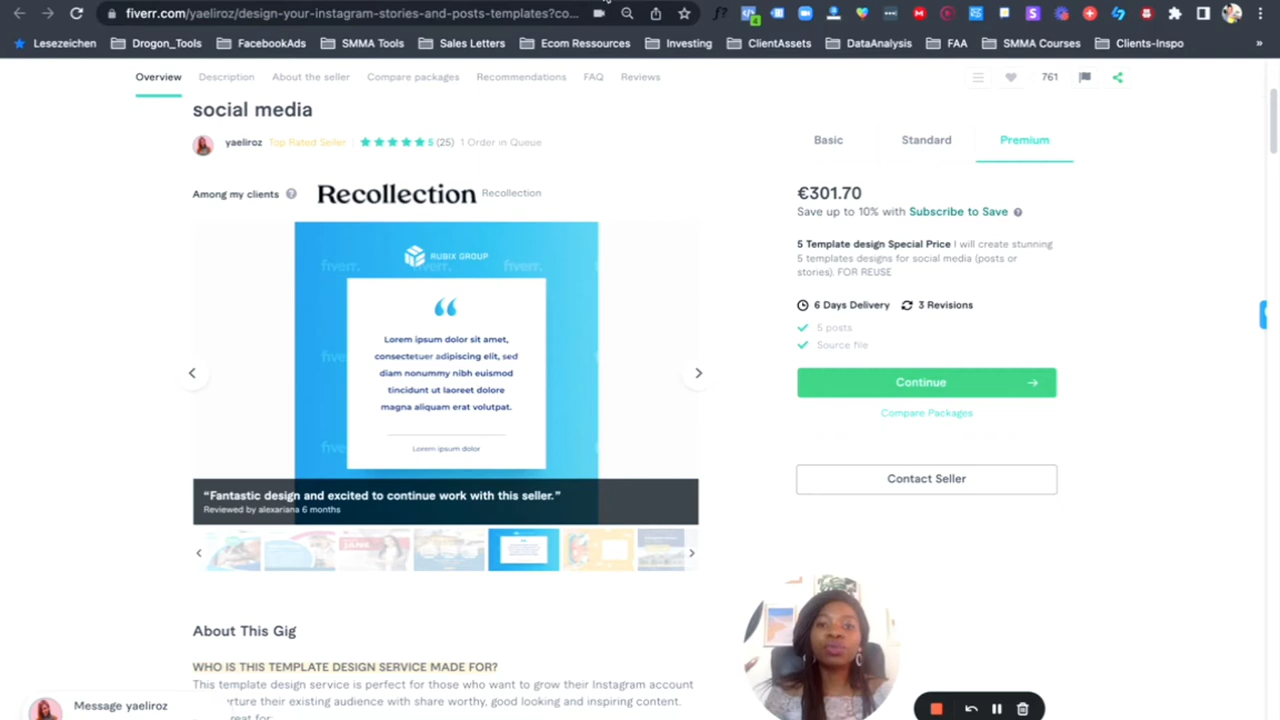 fiverr.com/yaeliroz/design-your-instagram-stories-and-posts-templates?co...
Lesezeichen
Drogon_Tools
FacebookAds
SMMA Tools
Sales Letters
Ecom Ressources
Investing
ClientAssets
DataAnalysis
FAA
SMMA Courses
Clients-Inspo
»
Overview
Description
About the seller
Compare packages
Recommendations
FAQ
Reviews
761
social media
yaeliroz
Top Rated Seller
5 (25)
1 Order in Queue
Among my clients
Recollection
Recollection
RUBIX GROUP
fiverr.
fiverr.
fiverr.
“
Lorem ipsum dolor sit amet,
consectetuer adipiscing elit, sed
diam nonummy nibh euismod
tincidunt ut laoreet dolore
magna aliquam erat volutpat.
Lorem ipsum dolor
“Fantastic design and excited to continue work with this seller.”
Reviewed by alexariana 6 months
Basic
Standard
Premium
€301.70
Save up to 10% with Subscribe to Save
5 Template design Special Price I will create stunning
5 templates designs for social media (posts or
stories). FOR REUSE
6 Days Delivery
3 Revisions
5 posts
Source file
Continue
Compare Packages
Contact Seller
About This Gig
WHO IS THIS TEMPLATE DESIGN SERVICE MADE FOR?
This template design service is perfect for those who want to grow their Instagram account
their existing audience with share worthy, good looking and inspiring content.
Message yaeliroz